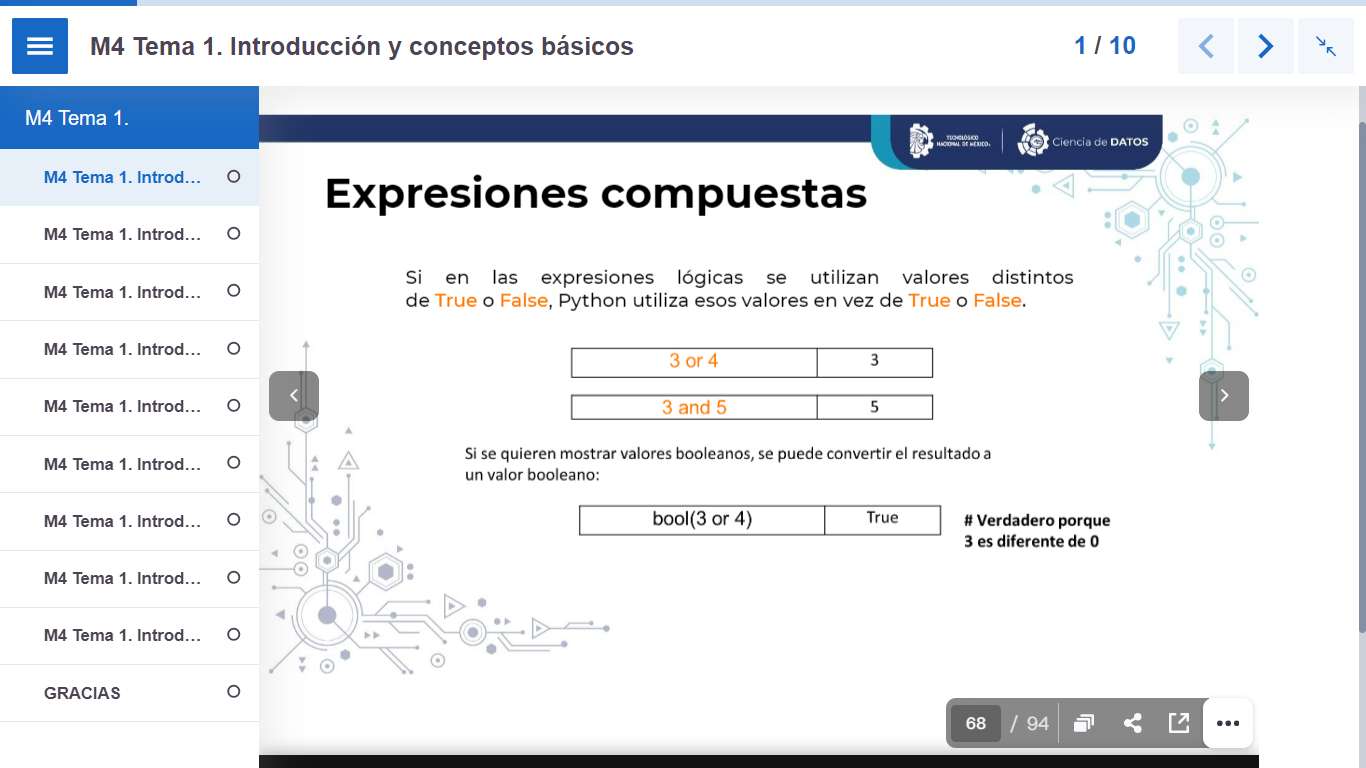 M4 Tema 1. Introducción y conceptos básicos
1 / 10
M4 Tema 1.
M4 Tema 1. Introd...
M4 Tema 1. Introd...
M4 Tema 1. Introd...
M4 Tema 1. Introd...
M4 Tema 1. Introd...
M4 Tema 1. Introd...
M4 Tema 1. Introd...
M4 Tema 1. Introd...
M4 Tema 1. Introd...
GRACIAS
TECNOLÓGICO
NACIONAL DE MÉXICO
Ciencia de DATOS
Expresiones compuestas
Si en las expresiones lógicas se utilizan valores distintos
de True o False, Python utiliza esos valores en vez de True o False.
3 or 4 3
3 and 5 5
Si se quieren mostrar valores booleanos, se puede convertir el resultado a
un valor booleano:
bool(3 or 4) True
# Verdadero porque
3 es diferente de 0
68 / 94